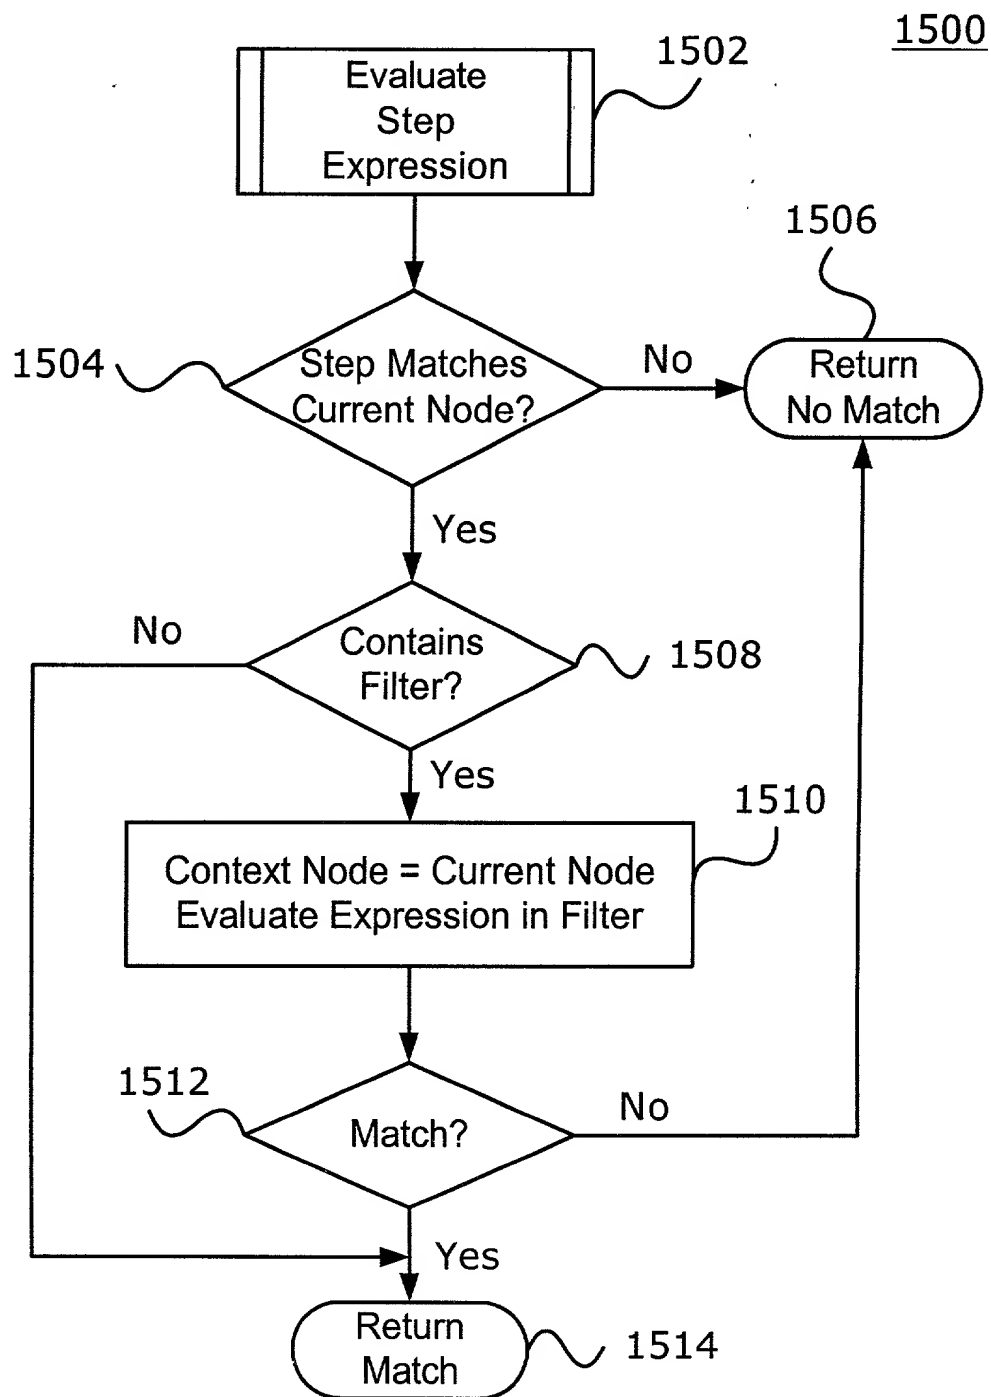 1500
1502
Evaluate
Step
Expression
1506
1504
Step Matches
Current Node?
No
Return
No Match
Yes
No
Contains
Filter?
1508
Yes
1510
Context Node = Current Node
Evaluate Expression in Filter
1512
Match?
No
Yes
Return
Match
1514